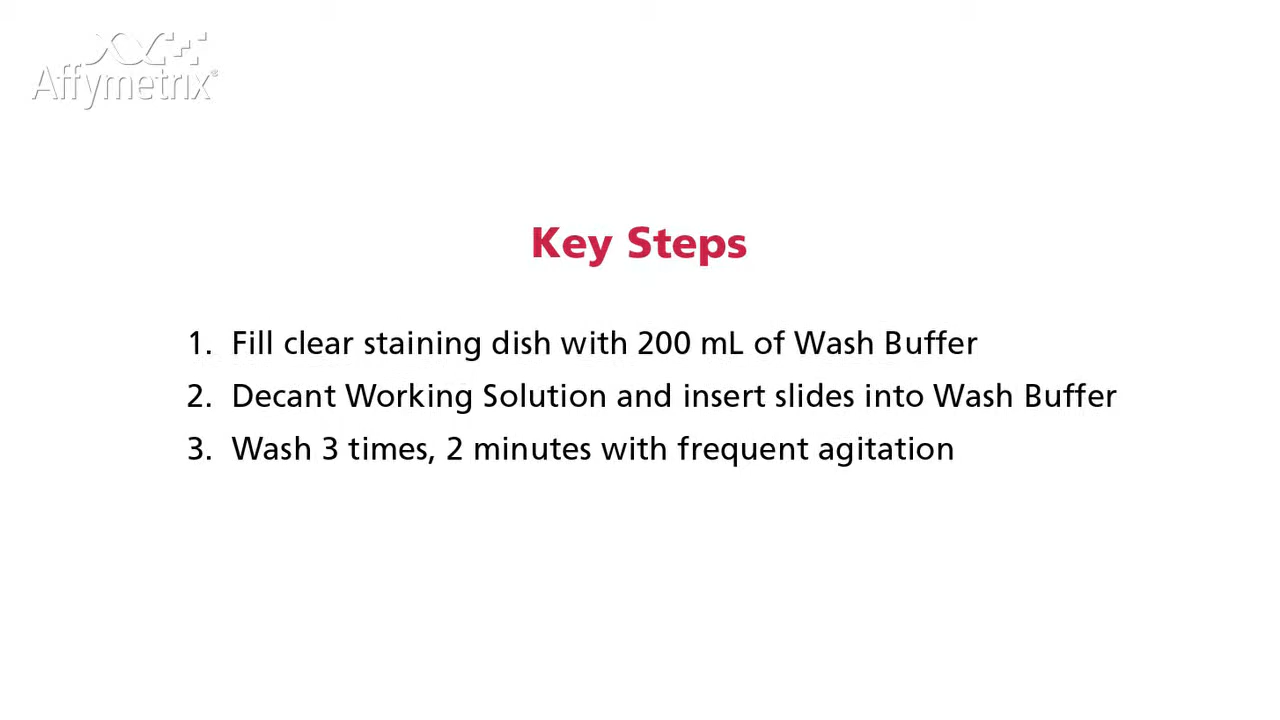 Affymetrix®
Key Steps
1. Fill clear staining dish with 200 mL of Wash Buffer
2. Decant Working Solution and insert slides into Wash Buffer
3. Wash 3 times, 2 minutes with frequent agitation